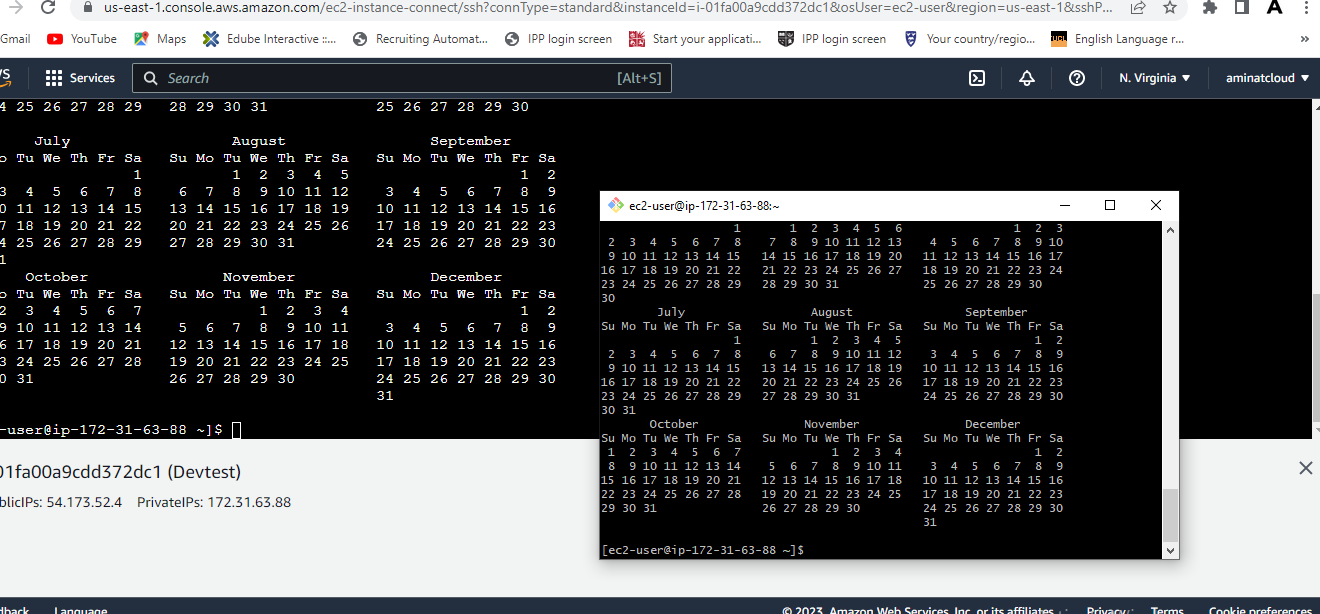 us-east-1.console.aws.amazon.com/ec2-instance-connect/ssh?connType=standard&instanceId=i-01fa00a9cdd372dc1&osUser=ec2-user&region=us-east-1&sshP...
Gmail YouTube Maps Edube Interactive ::... Recruiting Automat... IPP login screen Start your applicati... IPP login screen Your country/regio... English Language r... »
Services Search [Alt+S] N. Virginia aminatcloud
4 25 26 27 28 29 28 29 30 31 25 26 27 28 29 30
July August September
Tu We Th Fr Sa Su Mo Tu We Th Fr Sa Su Mo Tu We Th Fr Sa
1 1 2 3 4 5 1 2
3 4 5 6 7 8 6 7 8 9 10 11 12 3 4 5 6 7 8 9
0 11 12 13 14 15 13 14 15 16 17 18 19 10 11 12 13 14 15 16
7 18 19 20 21 22 20 21 22 23 24 25 26 17 18 19 20 21 22 23
4 25 26 27 28 29 27 28 29 30 31 24 25 26 27 28 29 30
1
October November December
Tu We Th Fr Sa Su Mo Tu We Th Fr Sa Su Mo Tu We Th Fr Sa
2 3 4 5 6 7 1 2 3 4 1 2
9 10 11 12 13 14 5 6 7 8 9 10 11 3 4 5 6 7 8 9
6 17 18 19 20 21 12 13 14 15 16 17 18 10 11 12 13 14 15 16
3 24 25 26 27 28 19 20 21 22 23 24 25 17 18 19 20 21 22 23
0 31 26 27 28 29 30 24 25 26 27 28 29 30
31
-user@ip-172-31-63-88 ~]$
ec2-user@ip-172-31-63-88:~
1 1 2 3 4 5 6 1 2 3
2 3 4 5 6 7 8 7 8 9 10 11 12 13 4 5 6 7 8 9 10
9 10 11 12 13 14 15 14 15 16 17 18 19 20 11 12 13 14 15 16 17
16 17 18 19 20 21 22 21 22 23 24 25 26 27 18 19 20 21 22 23 24
23 24 25 26 27 28 29 28 29 30 31 25 26 27 28 29 30
30
July August September
Su Mo Tu We Th Fr Sa Su Mo Tu We Th Fr Sa Su Mo Tu We Th Fr Sa
1 1 2 3 4 5 1 2
2 3 4 5 6 7 8 6 7 8 9 10 11 12 3 4 5 6 7 8 9
9 10 11 12 13 14 15 13 14 15 16 17 18 19 10 11 12 13 14 15 16
16 17 18 19 20 21 22 20 21 22 23 24 25 26 17 18 19 20 21 22 23
23 24 25 26 27 28 29 27 28 29 30 31 24 25 26 27 28 29 30
30 31
October November December
Su Mo Tu We Th Fr Sa Su Mo Tu We Th Fr Sa Su Mo Tu We Th Fr Sa
1 2 3 4 5 6 7 1 2 3 4 1 2
8 9 10 11 12 13 14 5 6 7 8 9 10 11 3 4 5 6 7 8 9
15 16 17 18 19 20 21 12 13 14 15 16 17 18 10 11 12 13 14 15 16
22 23 24 25 26 27 28 19 20 21 22 23 24 25 17 18 19 20 21 22 23
29 30 31 26 27 28 29 30 24 25 26 27 28 29 30
31
[ec2-user@ip-172-31-63-88 ~]$
01fa00a9cdd372dc1 (Devtest)
blicIPs: 54.173.52.4 PrivateIPs: 172.31.63.88
dback Language © 2023, Amazon Web Services, Inc. or its affiliates. Privacy Terms Cookie preferences